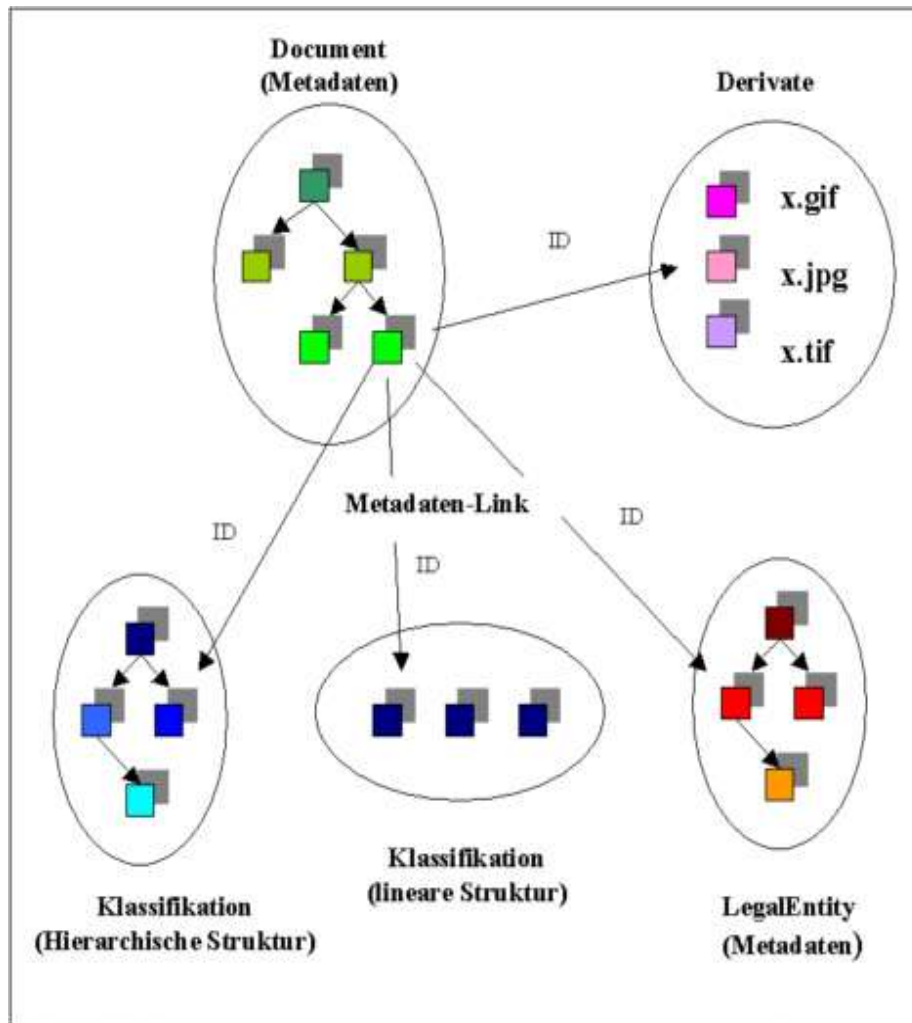 Document
(Metadaten)
Derivate
x.gif
x.jpg
x.tif
ID
Metadaten-Link
ID
ID
ID
Klassifikation
(Hierarchische Struktur)
Klassifikation
(lineare Struktur)
LegalEntity
(Metadaten)